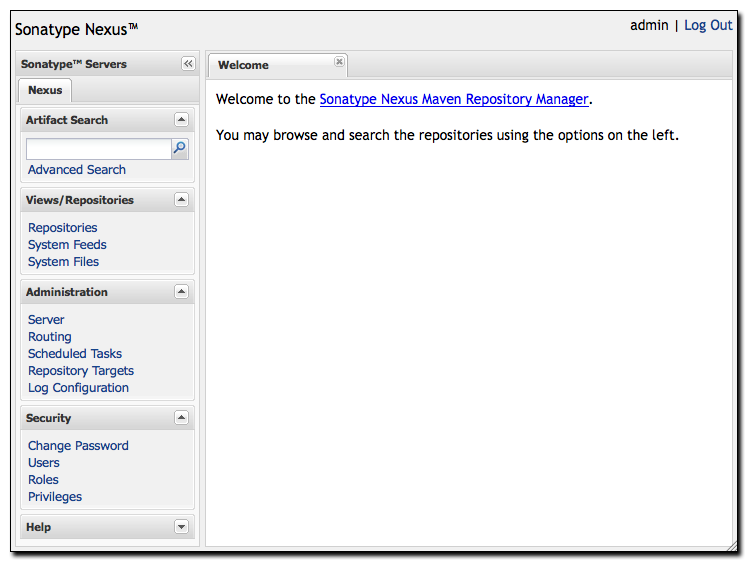 Sonatype Nexus™
admin | Log Out
Sonatype™ Servers
Nexus
Artifact Search
Advanced Search
Views/Repositories
Repositories
System Feeds
System Files
Administration
Server
Routing
Scheduled Tasks
Repository Targets
Log Configuration
Security
Change Password
Users
Roles
Privileges
Help
Welcome
Welcome to the Sonatype Nexus Maven Repository Manager.
You may browse and search the repositories using the options on the left.